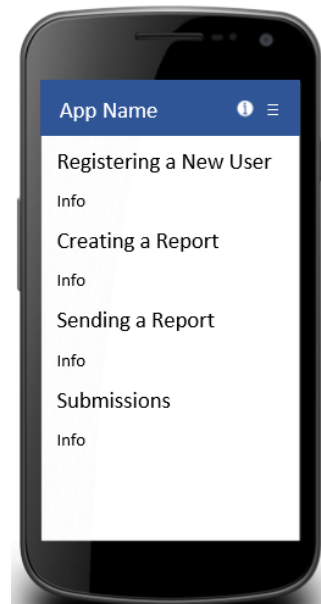 App Name
Registering a New User
Info
Creating a Report
Info
Sending a Report
Info
Submissions
Info